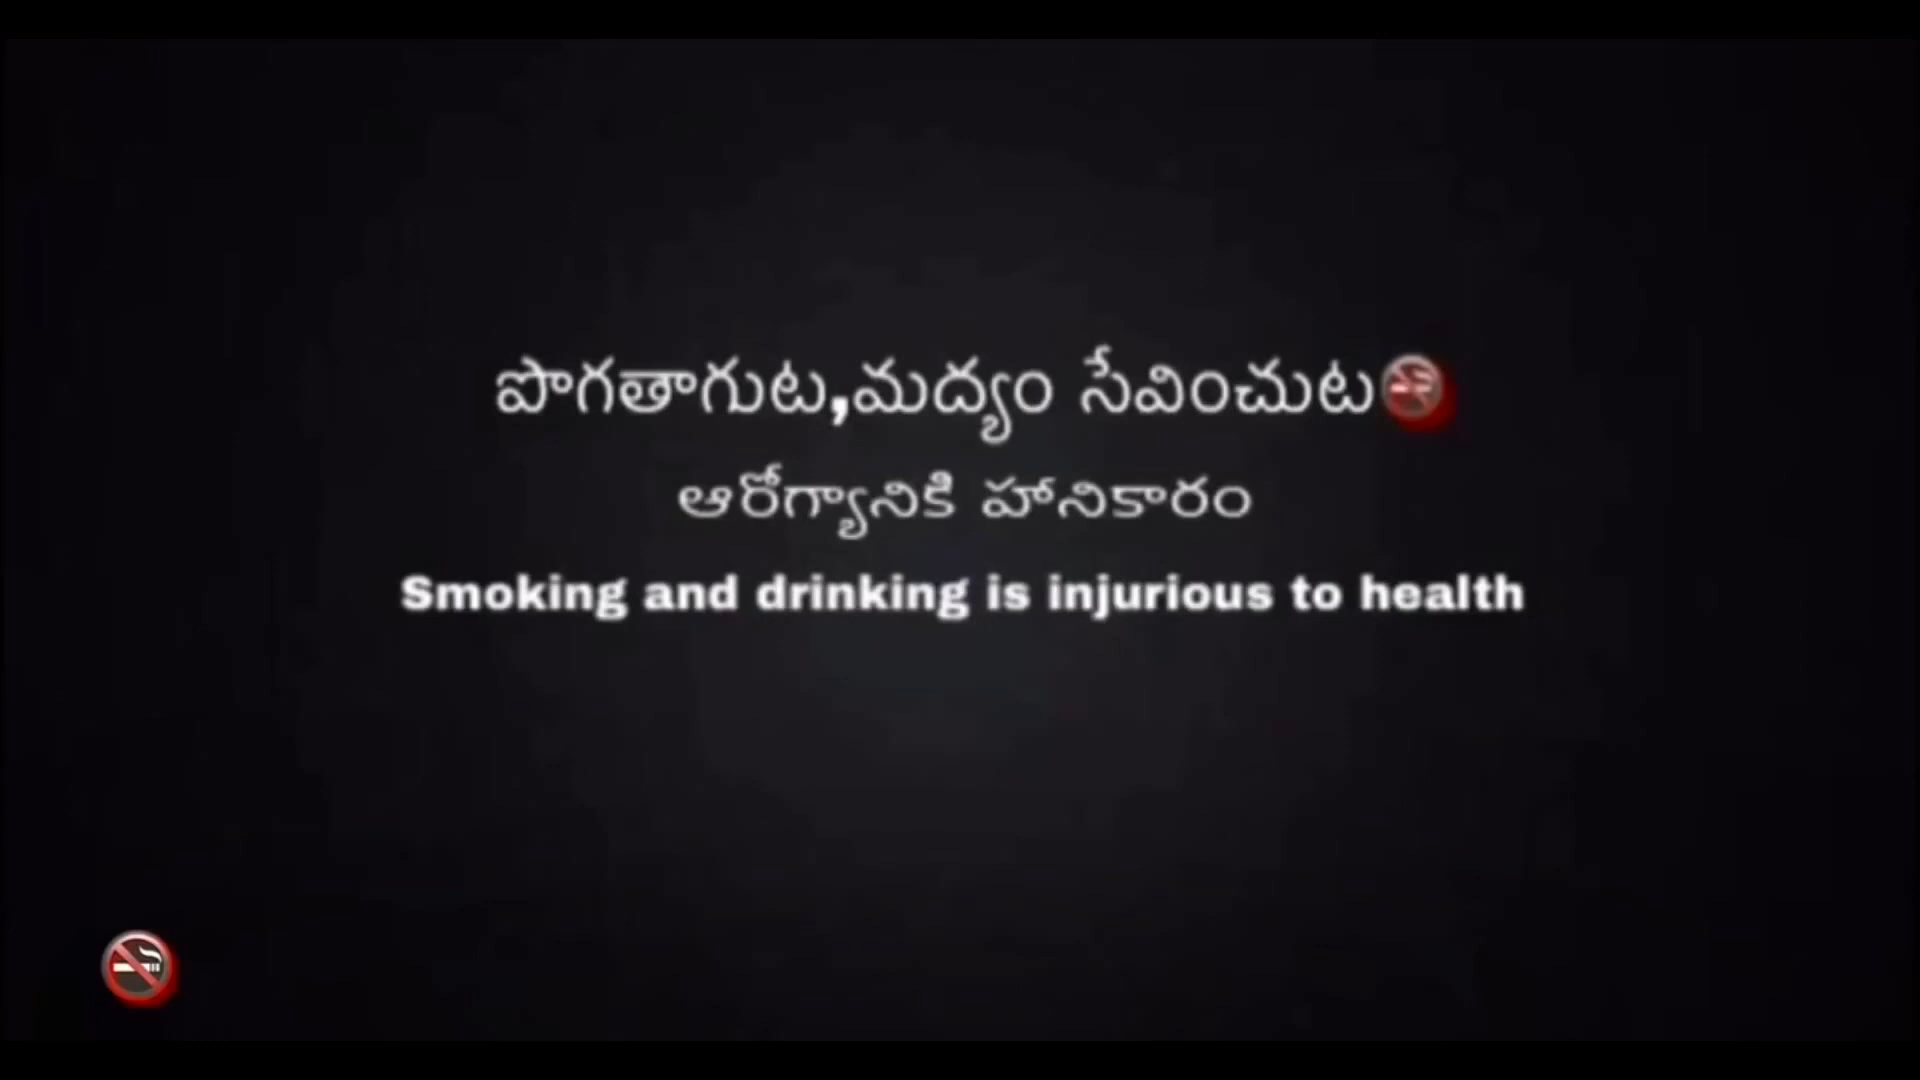 పొగతాగుట,మద్యం సేవించుట
ఆరోగ్యానికి హానికారం
Smoking and drinking is injurious to health